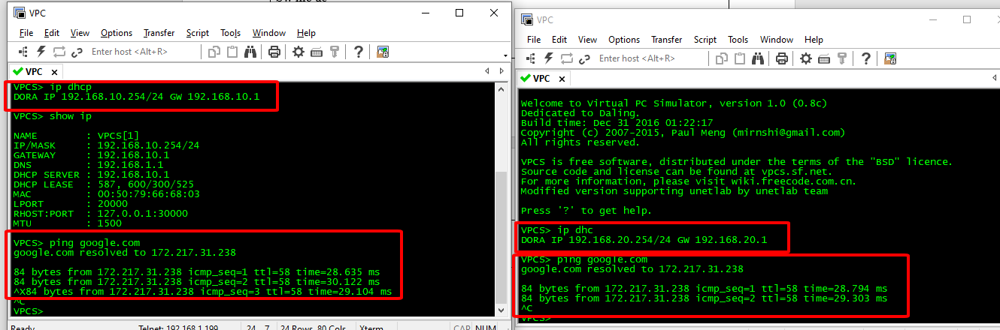 VPC
File Edit View Options Transfer Script Tools Window Help
Enter host <Alt+R>
VPC
VPCS> ip dhcp
DORA IP 192.168.10.254/24 GW 192.168.10.1
VPCS> show ip
NAME : VPCS[1]
IP/MASK : 192.168.10.254/24
GATEWAY : 192.168.10.1
DNS : 192.168.1.1
DHCP SERVER : 192.168.10.1
DHCP LEASE : 587, 600/300/525
MAC : 00:50:79:66:68:03
LPORT : 20000
RHOST:PORT : 127.0.0.1:30000
MTU : 1500
VPCS> ping google.com
google.com resolved to 172.217.31.238
84 bytes from 172.217.31.238 icmp_seq=1 ttl=58 time=28.635 ms
84 bytes from 172.217.31.238 icmp_seq=2 ttl=58 time=30.122 ms
^X84 bytes from 172.217.31.238 icmp_seq=3 ttl=58 time=29.104 ms
^C
VPCS>
Ready Telnet: 192.168.1.199 24, 7 24 Rows, 80 Cols Xterm CAP NUM
VPC
File Edit View Options Transfer Script Tools Window Help
Enter host <Alt+R>
VPC
Welcome to Virtual PC Simulator, version 1.0 (0.8c)
Dedicated to Daling.
Build time: Dec 31 2016 01:22:17
Copyright (c) 2007-2015, Paul Meng (mirnshi@gmail.com)
All rights reserved.
VPCS is free software, distributed under the terms of the "BSD" licence.
Source code and license can be found at vpcs.sf.net.
For more information, please visit wiki.freecode.com.cn.
Modified version supporting unetlab by unetlab team
Press '?' to get help.
VPCS> ip dhc
DORA IP 192.168.20.254/24 GW 192.168.20.1
VPCS> ping google.com
google.com resolved to 172.217.31.238
84 bytes from 172.217.31.238 icmp_seq=1 ttl=58 time=28.794 ms
84 bytes from 172.217.31.238 icmp_seq=2 ttl=58 time=29.303 ms
^C
VPCS>